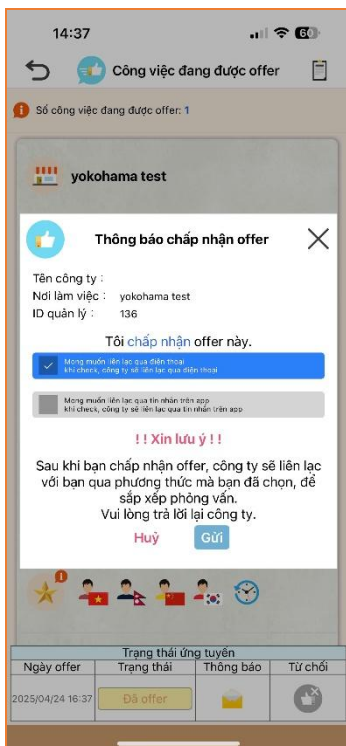 14:37
60
Công việc đang được offer
Số công việc đang được offer: 1
yokohama test
Thông báo chấp nhận offer
Tên công ty :
Nơi làm việc : yokohama test
ID quản lý : 136
Tôi chấp nhận offer này.
Mong muốn liên lạc qua điện thoại
khi check, công ty sẽ liên lạc qua điện thoại
Mong muốn liên lạc qua tin nhắn trên app
khi check, công ty sẽ liên lạc qua tin nhắn trên app
!! Xin lưu ý !!
Sau khi bạn chấp nhận offer, công ty sẽ liên lạc
với bạn qua phương thức mà bạn đã chọn, để
sắp xếp phỏng vấn.
Vui lòng trả lời lại công ty.
Huỷ Gửi
Trạng thái ứng tuyển
Ngày offer Trạng thái Thông báo Từ chối
2025/04/24 16:37 Đã offer